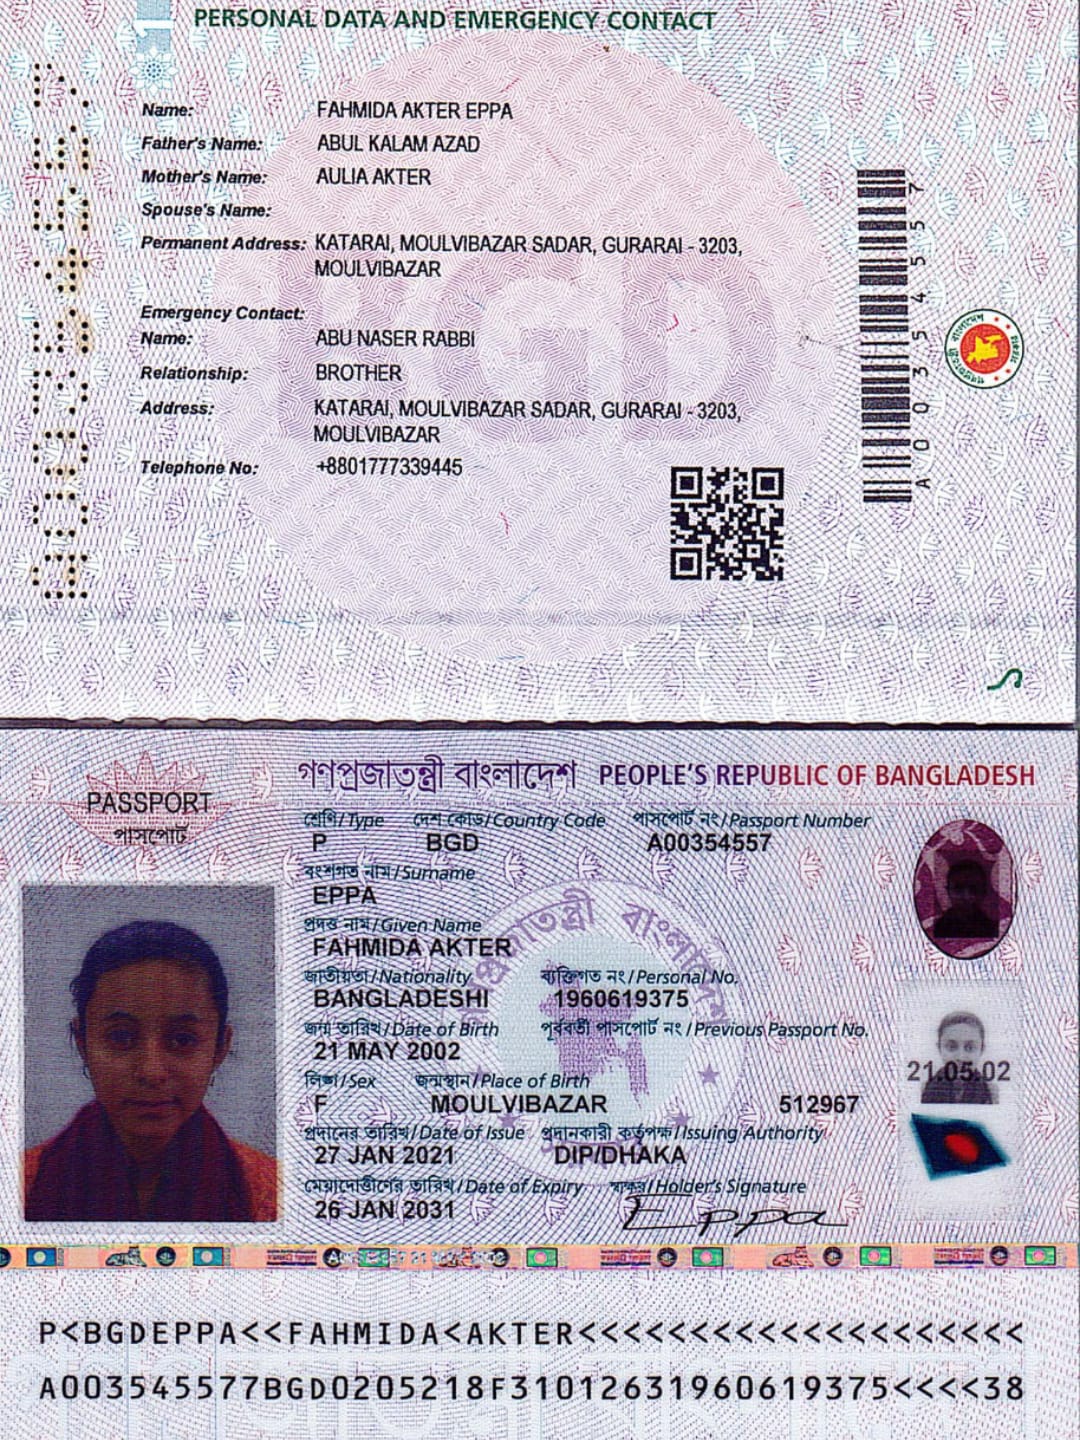 PERSONAL DATA AND EMERGENCY CONTACT
Name: FAHMIDA AKTER EPPA
Father's Name: ABUL KALAM AZAD
Mother's Name: AULIA AKTER
Spouse's Name:
Permanent Address: KATARAI, MOULVIBAZAR SADAR, GURARAI - 3203,
MOULVIBAZAR
Emergency Contact:
Name: ABU NASER RABBI
Relationship: BROTHER
Address: KATARAI, MOULVIBAZAR SADAR, GURARAI - 3203,
MOULVIBAZAR
Telephone No: +8801777339445
A00354557
A00354557
গণপ্রজাতন্ত্রী বাংলাদেশ PEOPLE'S REPUBLIC OF BANGLADESH
PASSPORT
পাসপোর্ট
শ্রেণি/Type দেশ কোড/Country Code পাসপোর্ট নং/Passport Number
P BGD A00354557
বংশগত নাম/Surname
EPPA
প্রদত্ত নাম/Given Name
FAHMIDA AKTER
জাতীয়তা/Nationality ব্যক্তিগত নং/Personal No.
BANGLADESHI 1960619375
জন্ম তারিখ/Date of Birth পূর্ববর্তী পাসপোর্ট নং/Previous Passport No.
21 MAY 2002
লিঙ্গ/Sex জন্মস্থান/Place of Birth
F MOULVIBAZAR 512967
প্রদানের তারিখ/Date of Issue প্রদানকারী কর্তৃপক্ষ/Issuing Authority
27 JAN 2021 DIP/DHAKA
মেয়াদোত্তীর্ণের তারিখ/Date of Expiry স্বাক্ষর/Holder's Signature
26 JAN 2031 Eppa
21.05.02
P<BGDEPPA<<FAHMIDA<AKTER<<<<<<<<<<<<<<<<<<<<
A003545577BGD0205218F31012631960619375<<<<38